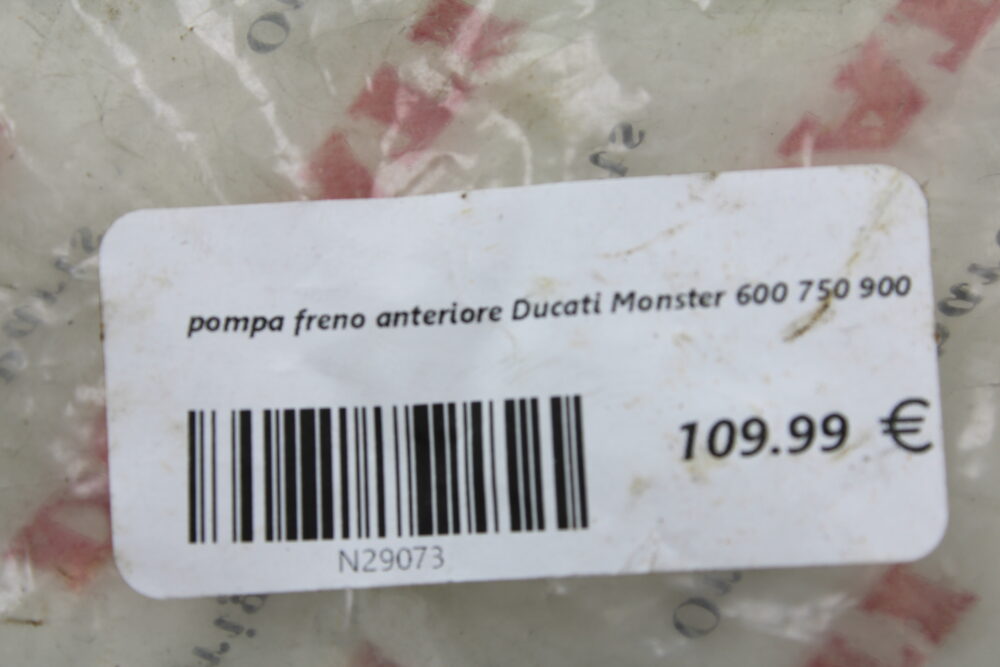 pompa freno anteriore Ducati Monster 600 750 900
109.99 €
N29073